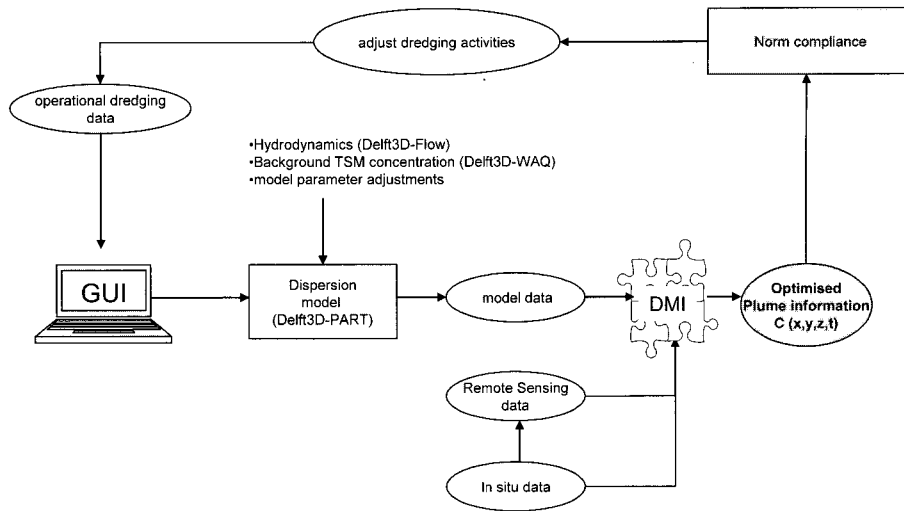 adjust dredging activities
Norm compliance
operational dredging
data
•Hydrodynamics (Delft3D-Flow)
•Background TSM concentration (Delft3D-WAQ)
•model parameter adjustments
GUI
Dispersion
model
(Delft3D-PART)
model data
DMI
Optimised
Plume information
C (x,y,z,t)
Remote Sensing
data
In situ data